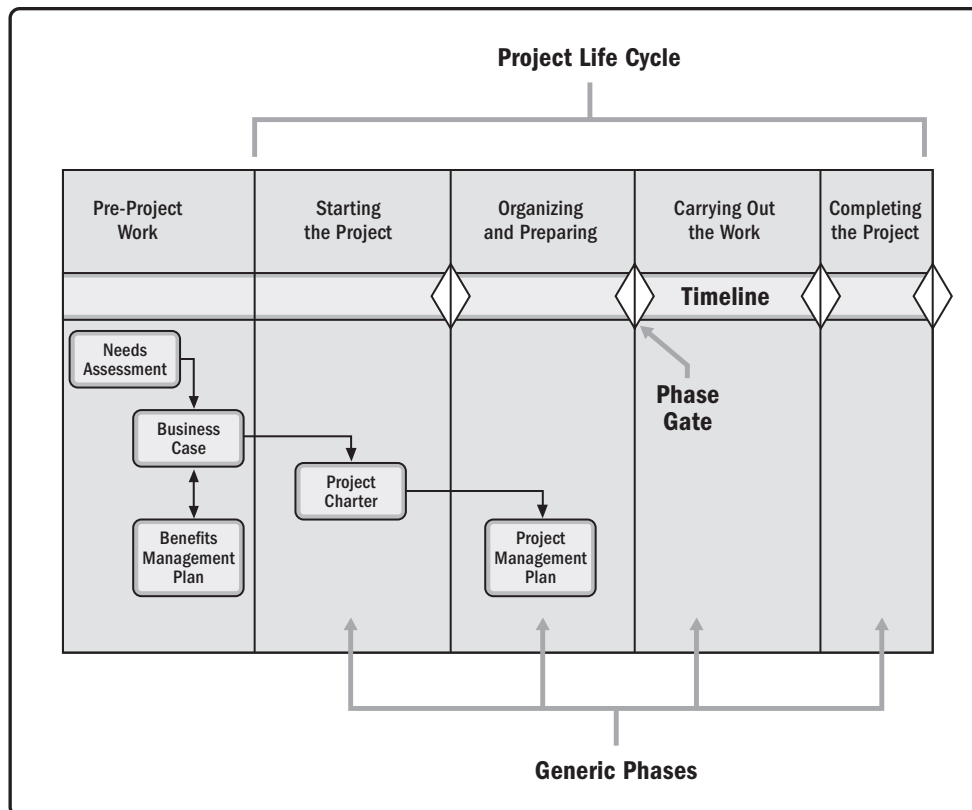 Project Life Cycle
Pre-Project
Work
Starting
the Project
Organizing
and Preparing
Carrying Out
the Work
Completing
the Project
Timeline
Needs
Assessment
Business
Case
Benefits
Management
Plan
Project
Charter
Project
Management
Plan
Phase
Gate
Generic Phases